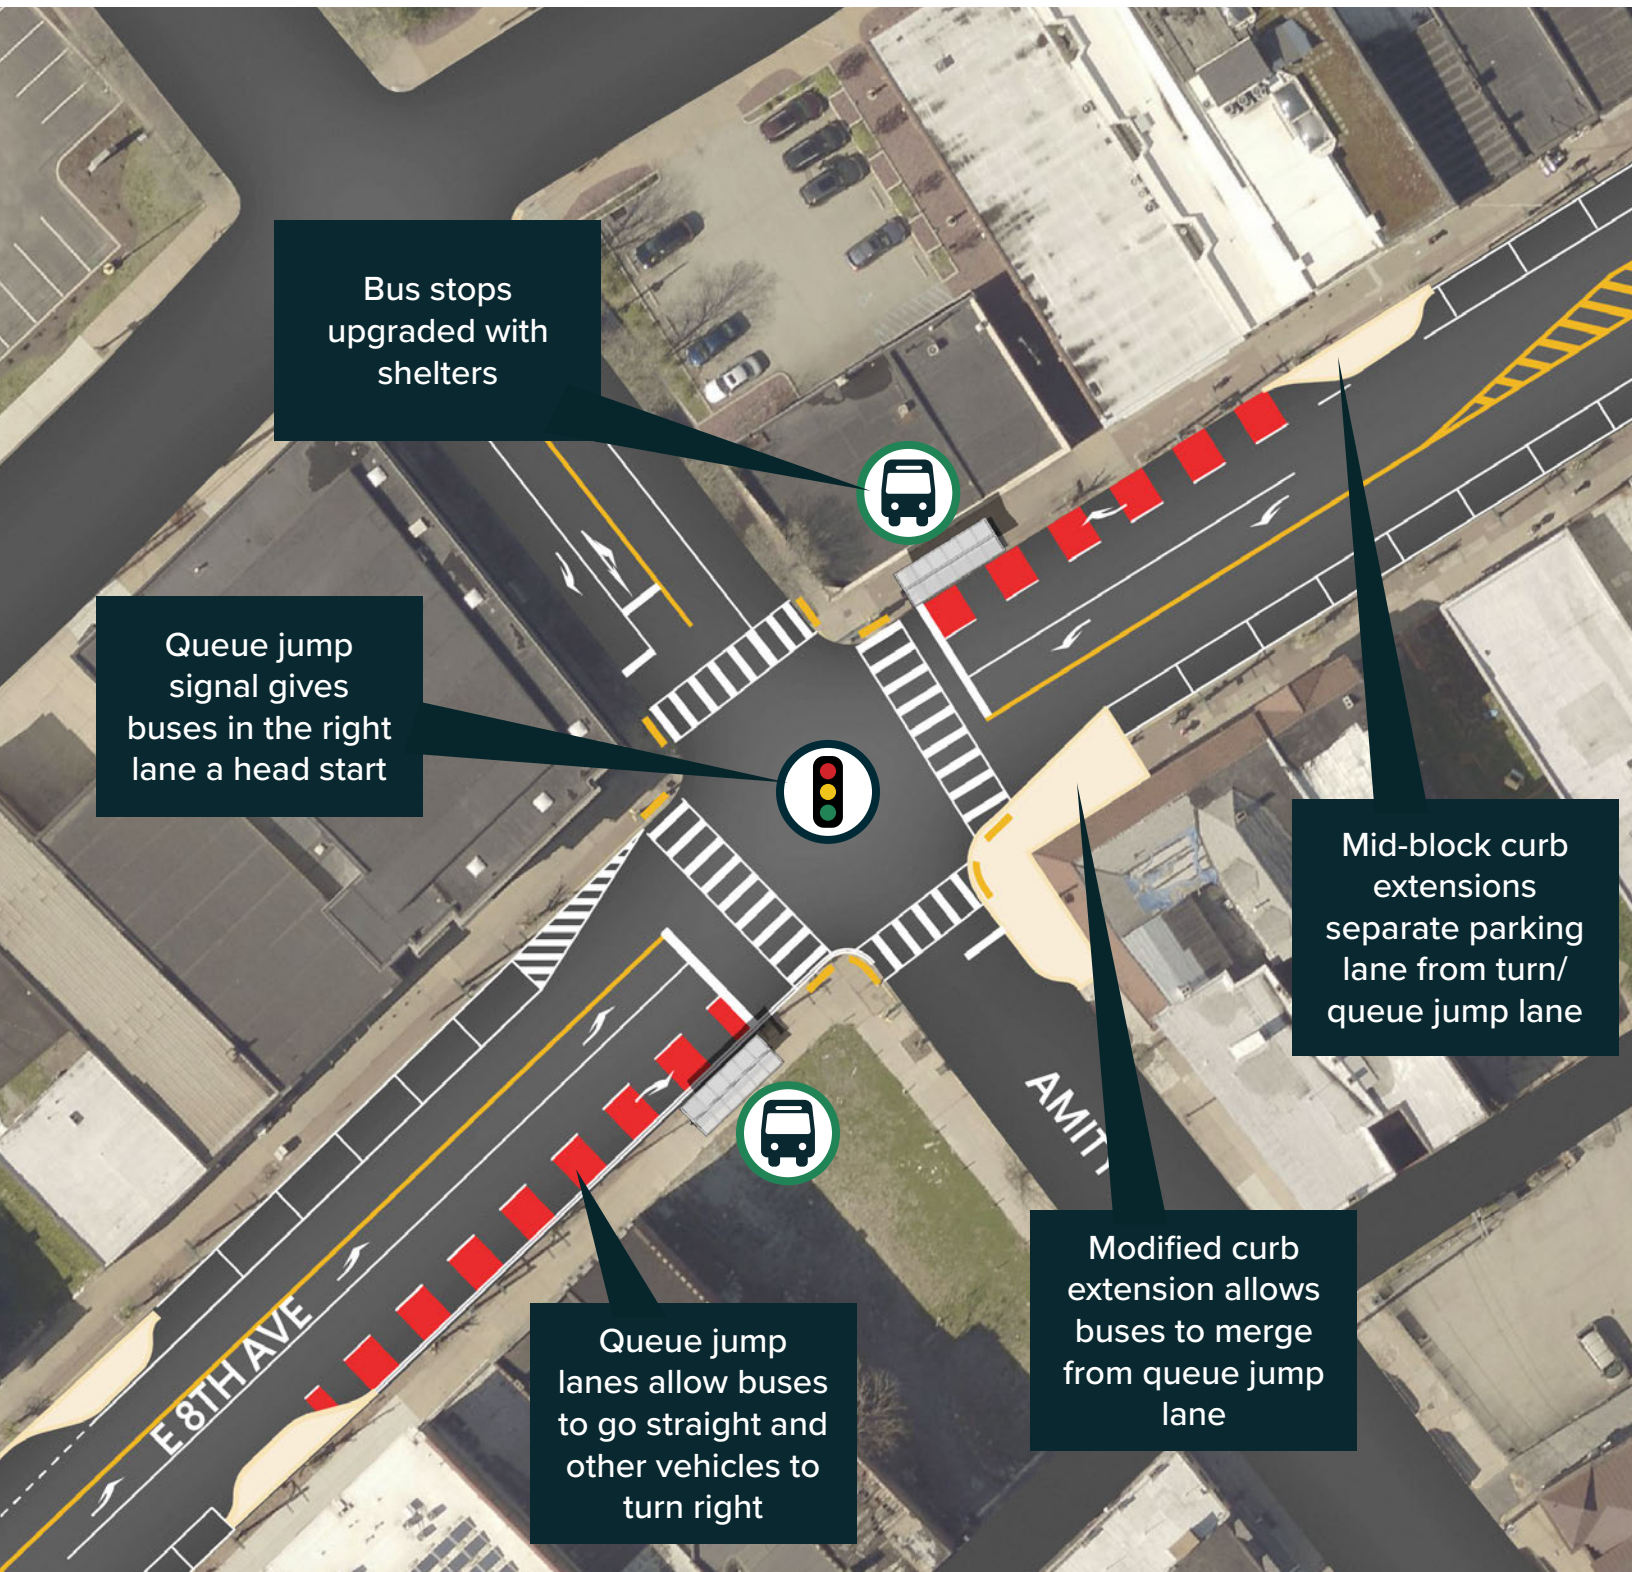 Bus stops
upgraded with
shelters
Queue jump
signal gives
buses in the right
lane a head start
Mid-block curb
extensions
separate parking
lane from turn/
queue jump lane
AMIT
Modified curb
extension allows
buses to merge
from queue jump
lane
E 8TH AVE
Queue jump
lanes allow buses
to go straight and
other vehicles to
turn right